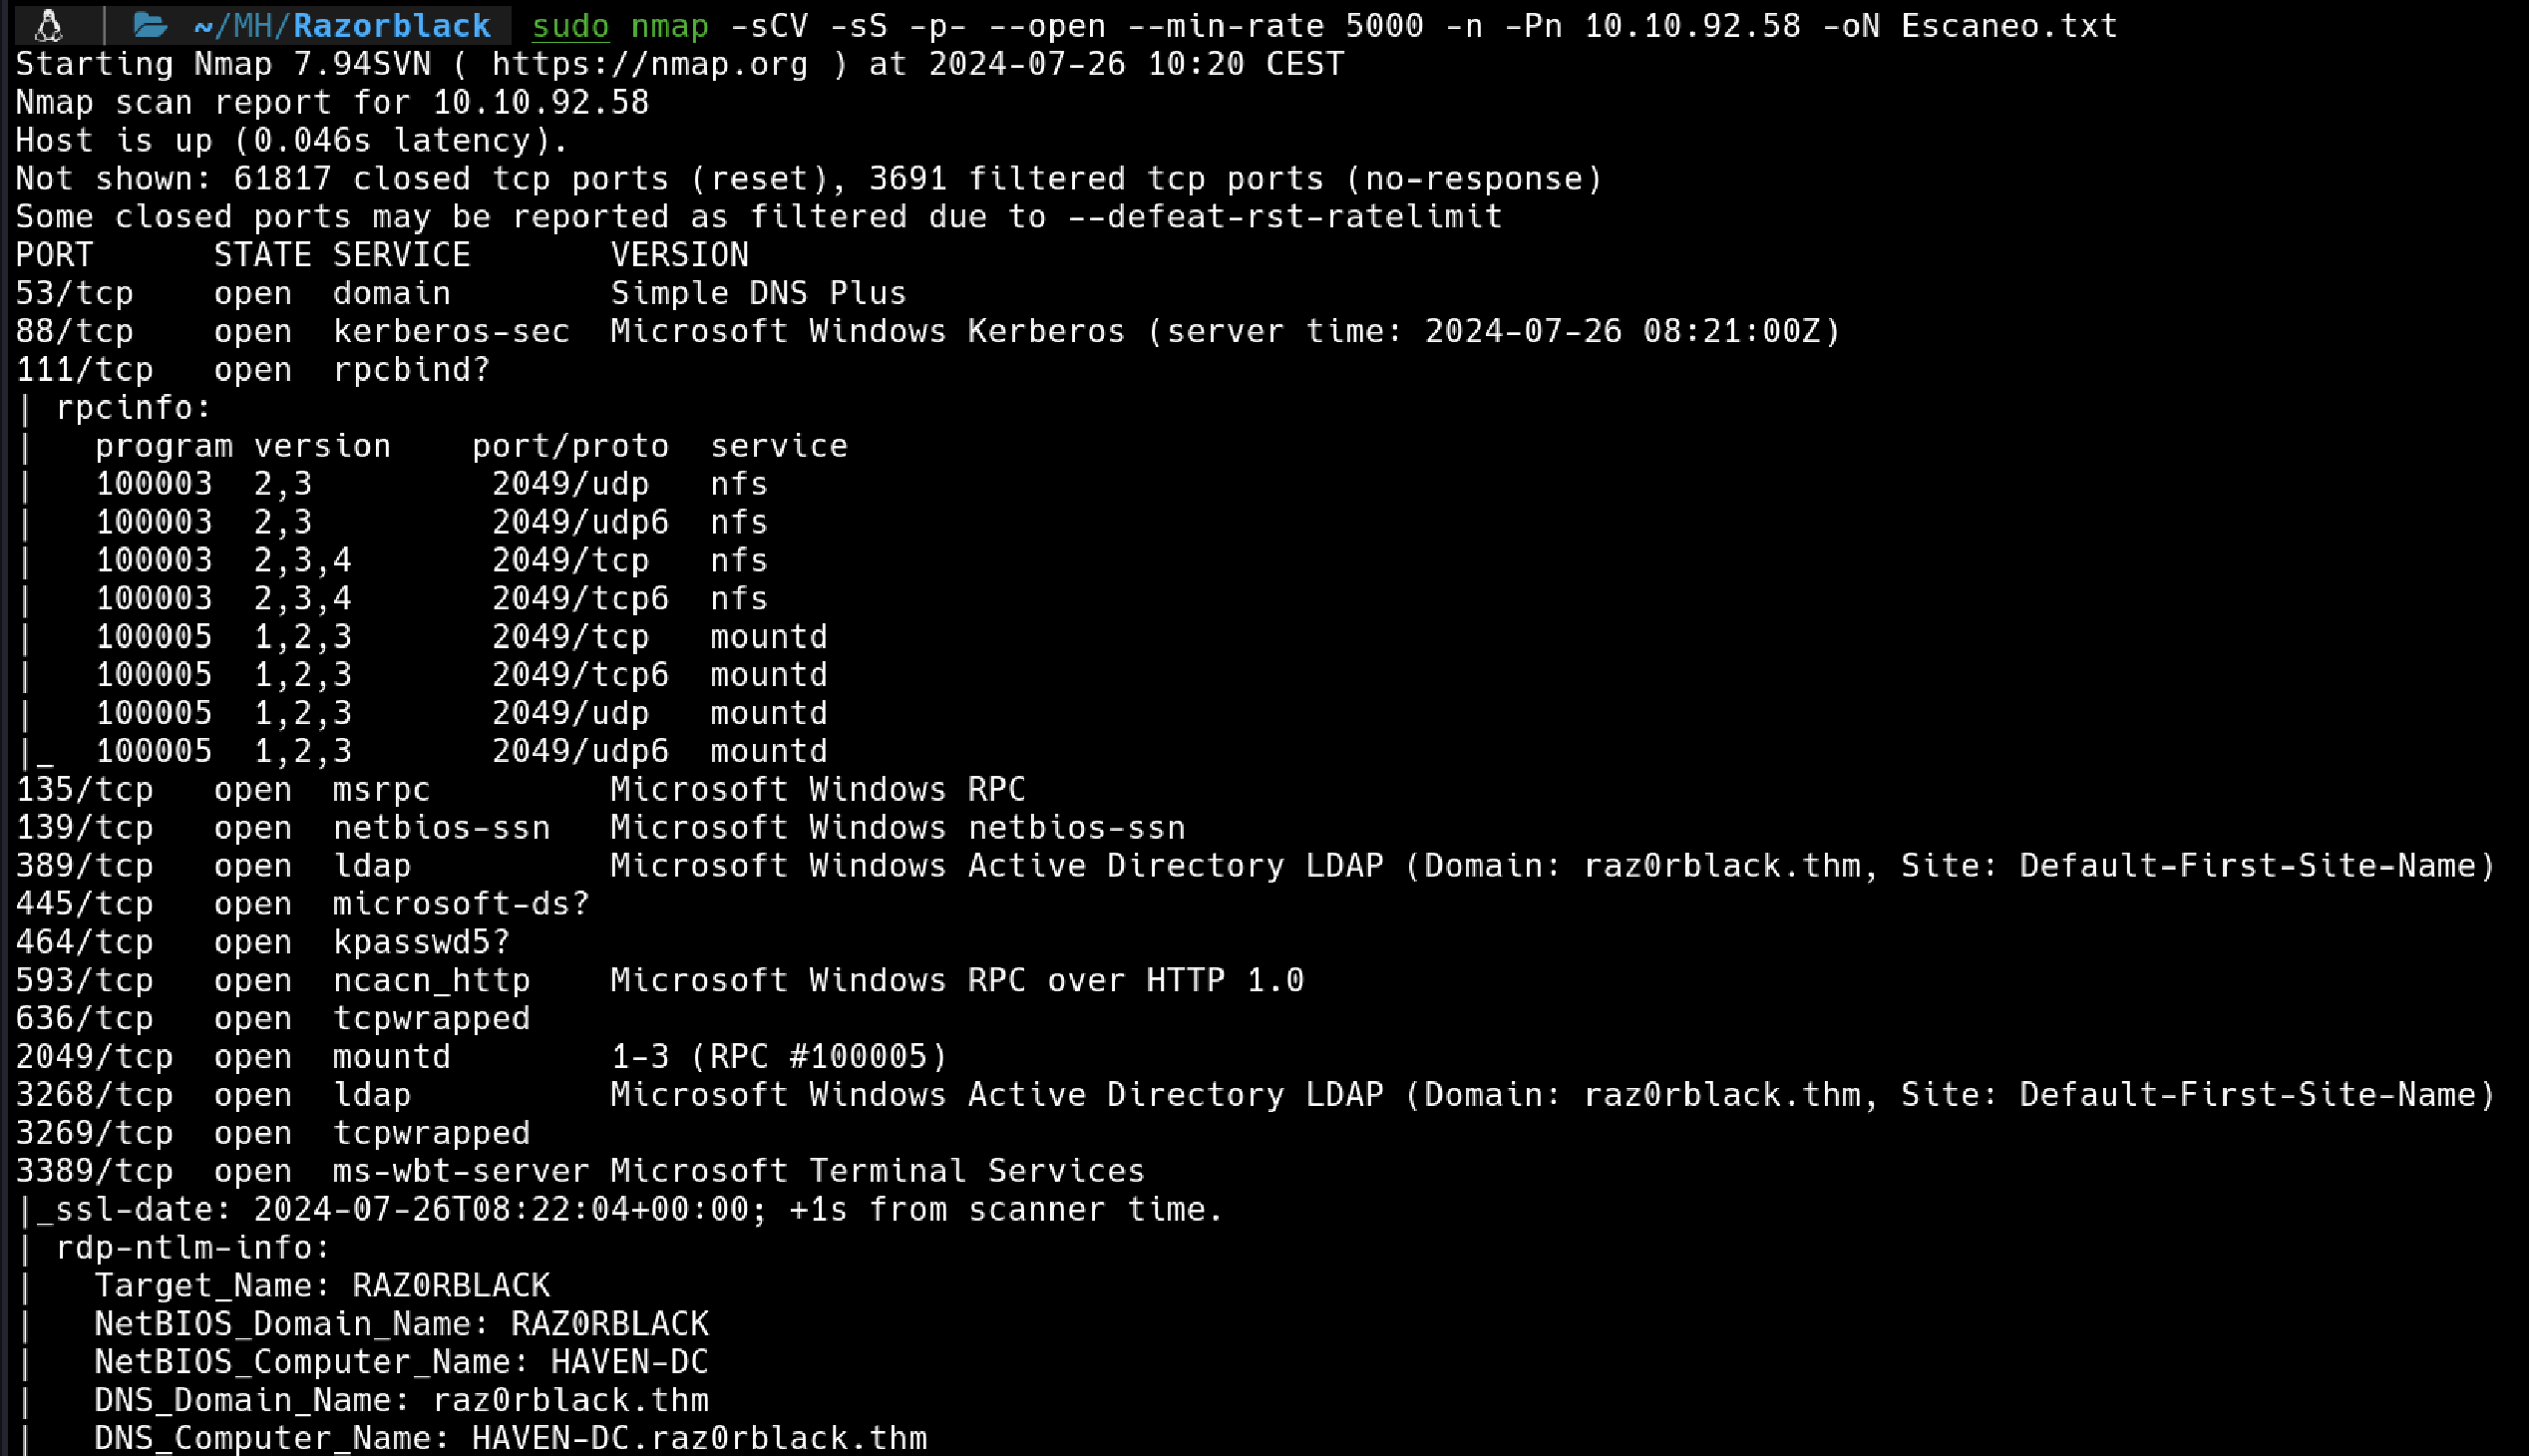 ~/MH/Razorblack sudo nmap -sCV -sS -p- --open --min-rate 5000 -n -Pn 10.10.92.58 -oN Escaneo.txt
Starting Nmap 7.94SVN ( https://nmap.org ) at 2024-07-26 10:20 CEST
Nmap scan report for 10.10.92.58
Host is up (0.046s latency).
Not shown: 61817 closed tcp ports (reset), 3691 filtered tcp ports (no-response)
Some closed ports may be reported as filtered due to --defeat-rst-ratelimit
PORT      STATE SERVICE       VERSION
53/tcp    open  domain        Simple DNS Plus
88/tcp    open  kerberos-sec  Microsoft Windows Kerberos (server time: 2024-07-26 08:21:00Z)
111/tcp   open  rpcbind?
| rpcinfo:
|   program version    port/proto  service
|   100003  2,3         2049/udp   nfs
|   100003  2,3         2049/udp6  nfs
|   100003  2,3,4       2049/tcp   nfs
|   100003  2,3,4       2049/tcp6  nfs
|   100005  1,2,3       2049/tcp   mountd
|   100005  1,2,3       2049/tcp6  mountd
|   100005  1,2,3       2049/udp   mountd
|_  100005  1,2,3       2049/udp6  mountd
135/tcp   open  msrpc         Microsoft Windows RPC
139/tcp   open  netbios-ssn   Microsoft Windows netbios-ssn
389/tcp   open  ldap          Microsoft Windows Active Directory LDAP (Domain: raz0rblack.thm, Site: Default-First-Site-Name)
445/tcp   open  microsoft-ds?
464/tcp   open  kpasswd5?
593/tcp   open  ncacn_http    Microsoft Windows RPC over HTTP 1.0
636/tcp   open  tcpwrapped
2049/tcp  open  mountd        1-3 (RPC #100005)
3268/tcp  open  ldap          Microsoft Windows Active Directory LDAP (Domain: raz0rblack.thm, Site: Default-First-Site-Name)
3269/tcp  open  tcpwrapped
3389/tcp  open  ms-wbt-server Microsoft Terminal Services
|_ssl-date: 2024-07-26T08:22:04+00:00; +1s from scanner time.
| rdp-ntlm-info:
|   Target_Name: RAZ0RBLACK
|   NetBIOS_Domain_Name: RAZ0RBLACK
|   NetBIOS_Computer_Name: HAVEN-DC
|   DNS_Domain_Name: raz0rblack.thm
|   DNS_Computer_Name: HAVEN-DC.raz0rblack.thm